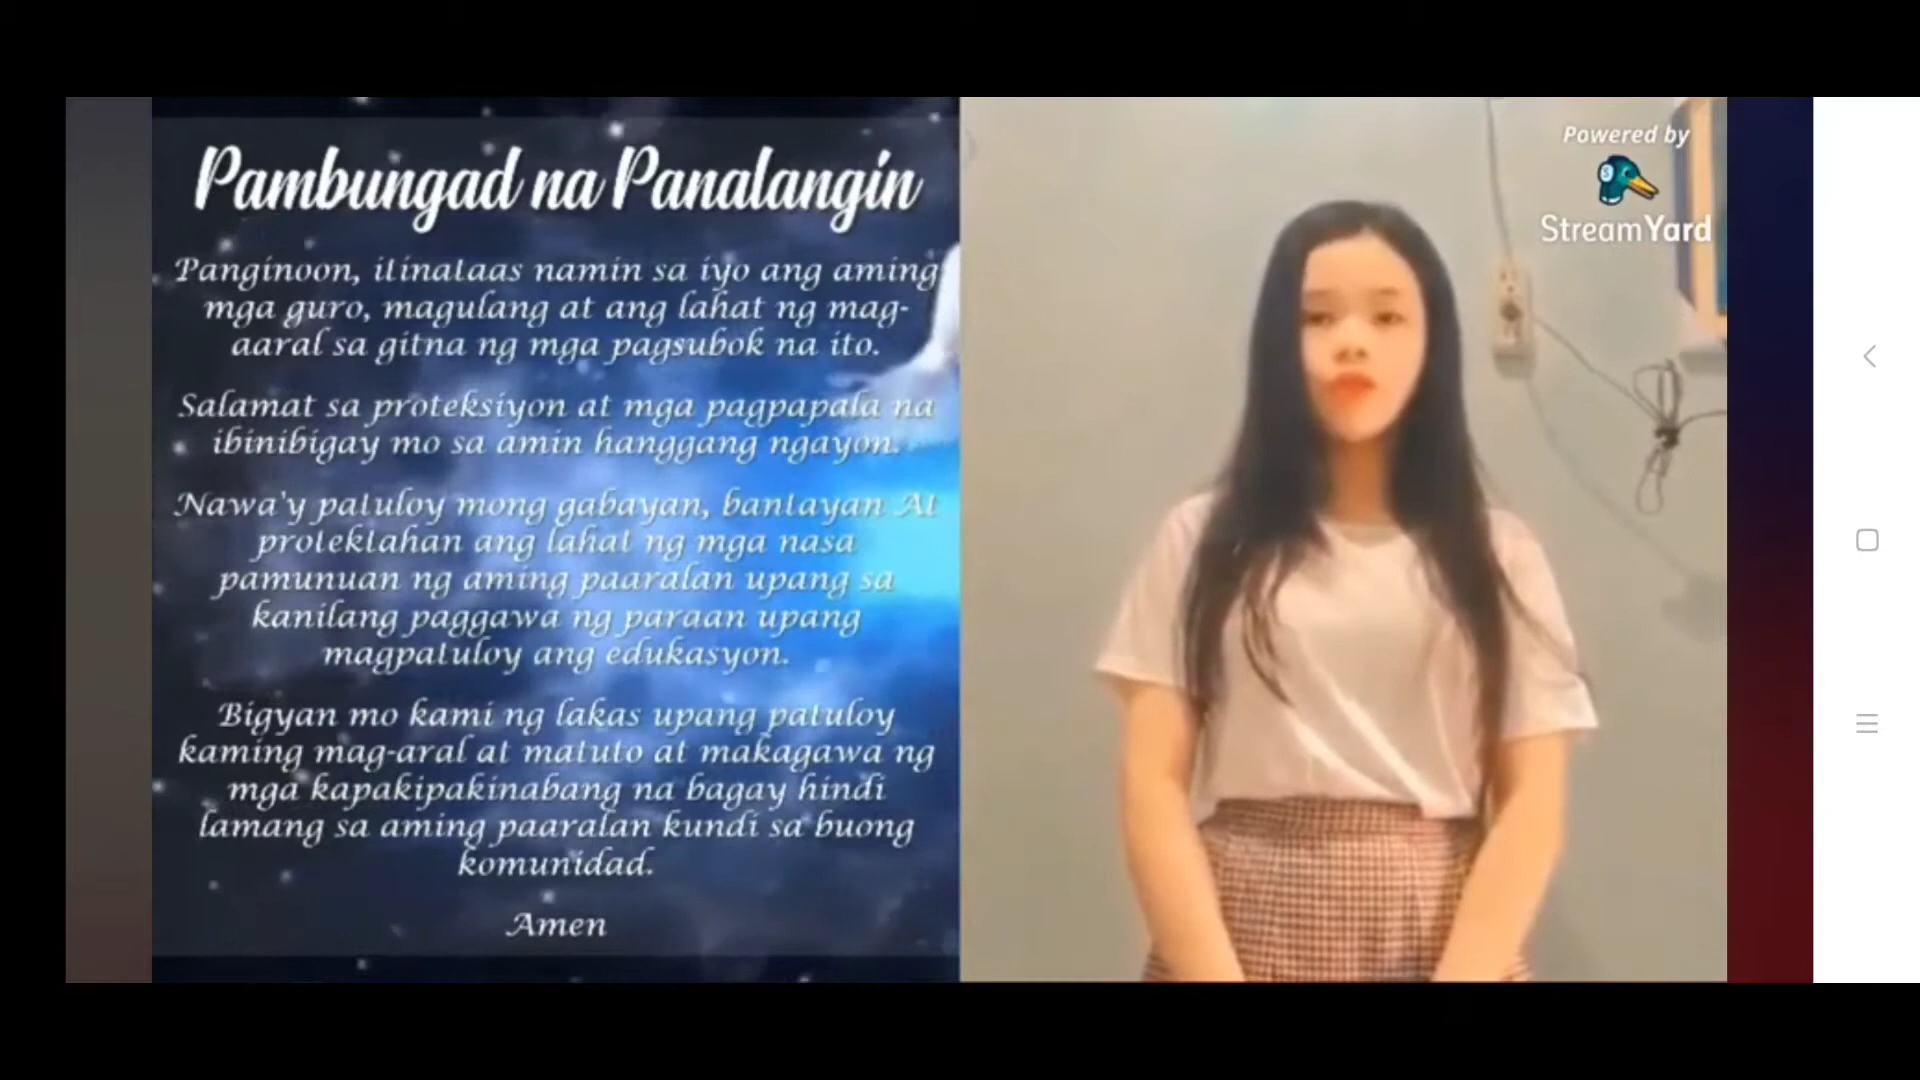 Pambungad na Panalangin
Panginoon, itinataas namin sa iyo ang aming
mga guro, magulang at ang lahat ng mag-
aaral sa gitna ng mga pagsubok na ito.
Salamat sa proteksiyon at mga pagpapala na
ibinibigay mo sa amin hanggang ngayon.
Nawa'y patuloy mong gabayan, bantayan At
protektahan ang lahat ng mga nasa
pamunuan ng aming paaralan upang sa
kanilang paggawa ng paraan upang
magpatuloy ang edukasyon.
Bigyan mo kami ng lakas upang patuloy
kaming mag-aral at matuto at makagawa ng
mga kapakipakinabang na bagay hindi
lamang sa aming paaralan kundi sa buong
komunidad.
Amen
Powered by
StreamYard